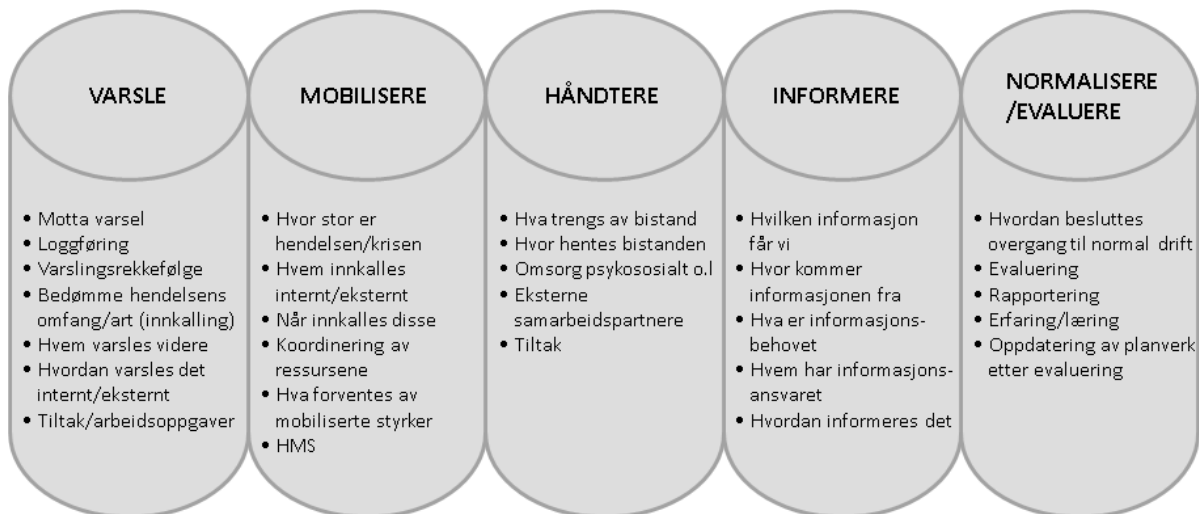 VARSLE
• Motta varsel
• Loggføring
• Varslingsrekkefølge
• Bedømme hendelsens
omfang/art (innkalling)
• Hvem varsles videre
• Hvordan varsles det
internt/eksternt
• Tiltak/arbeidsoppgaver
MOBILISERE
• Hvor stor er
hendelsen/krisen
• Hvem innkalles
internt/eksternt
• Når innkalles disse
• Koordinering av
ressursene
• Hva forventes av
mobiliserte styrker
• HMS
HÅNDTERE
• Hva trengs av bistand
• Hvor hentes bistanden
• Omsorg psykososialt o.l
• Eksterne
samarbeidspartnere
• Tiltak
INFORMERE
• Hvilken informasjon
får vi
• Hvor kommer
informasjonen fra
• Hva er informasjons-
behovet
• Hvem har informasjons-
ansvaret
• Hvordan informeres det
NORMALISERE
/EVALUERE
• Hvordan besluttes
overgang til normal drift
• Evaluering
• Rapportering
• Erfaring/læring
• Oppdatering av planverk
etter evaluering